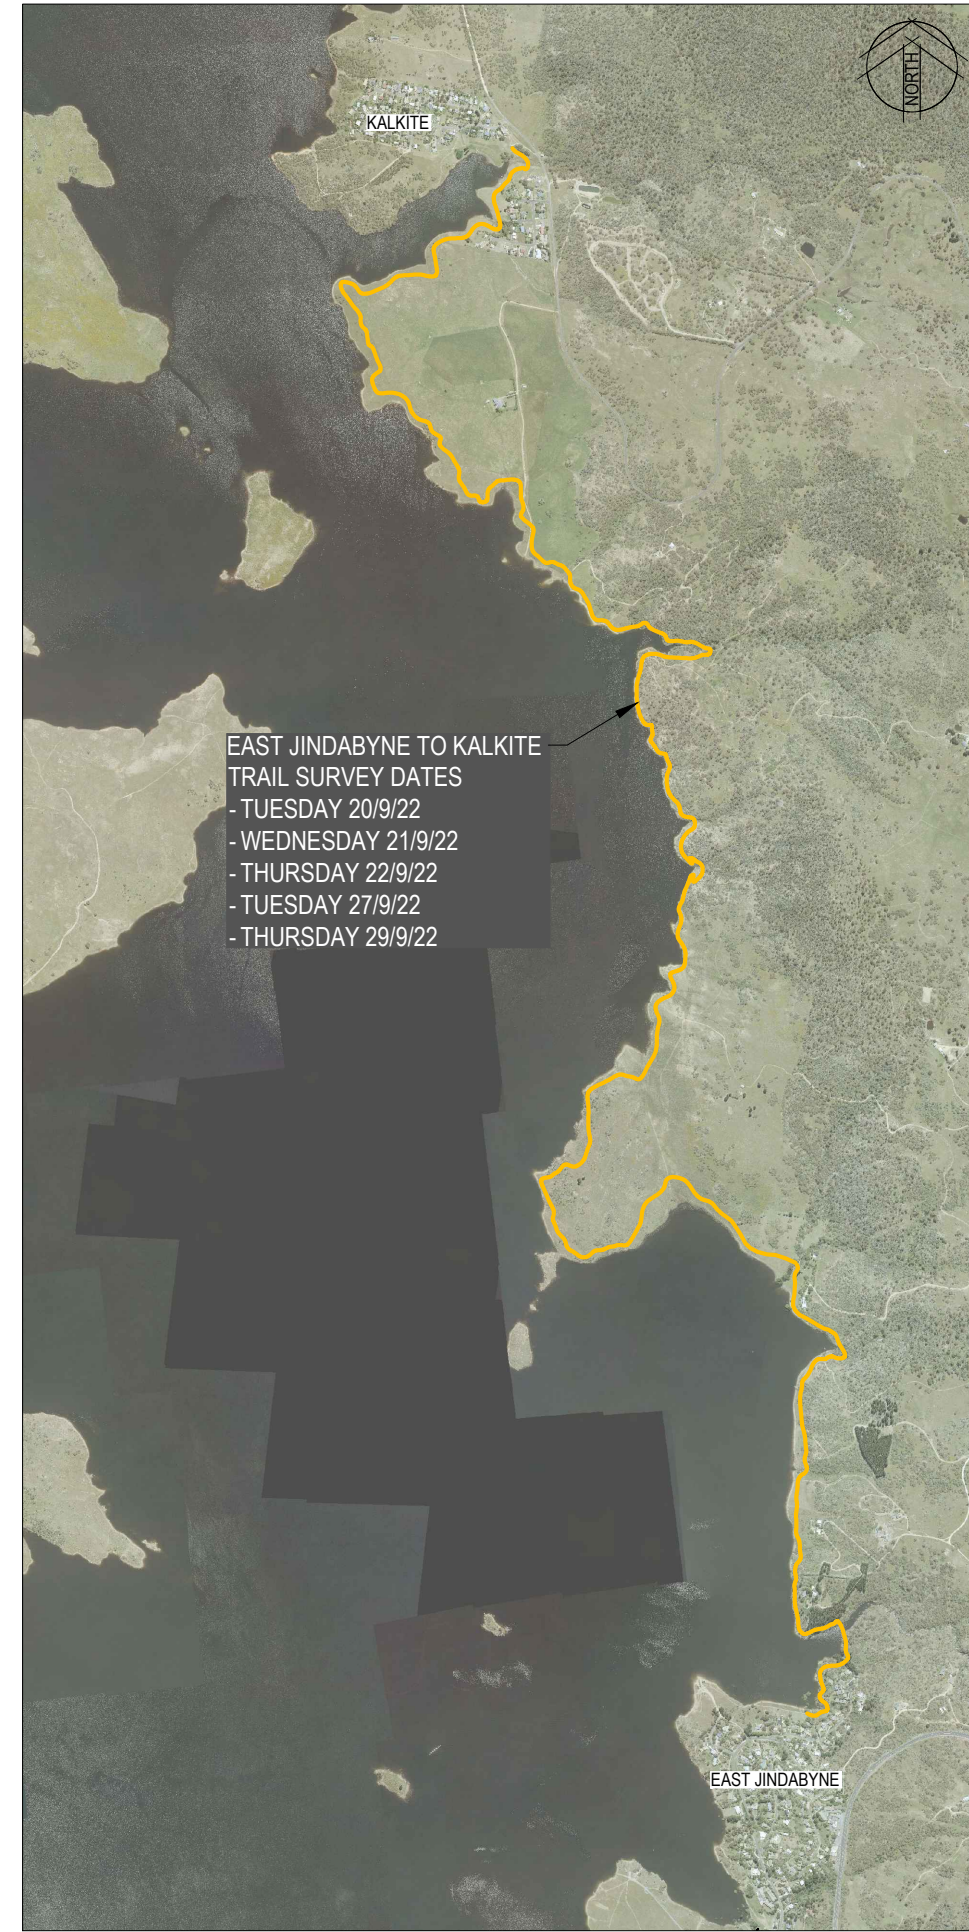 NORTH
KALKITE
EAST JINDABYNE TO KALKITE
TRAIL SURVEY DATES
- TUESDAY 20/9/22
- WEDNESDAY 21/9/22
- THURSDAY 22/9/22
- TUESDAY 27/9/22
- THURSDAY 29/9/22
EAST JINDABYNE